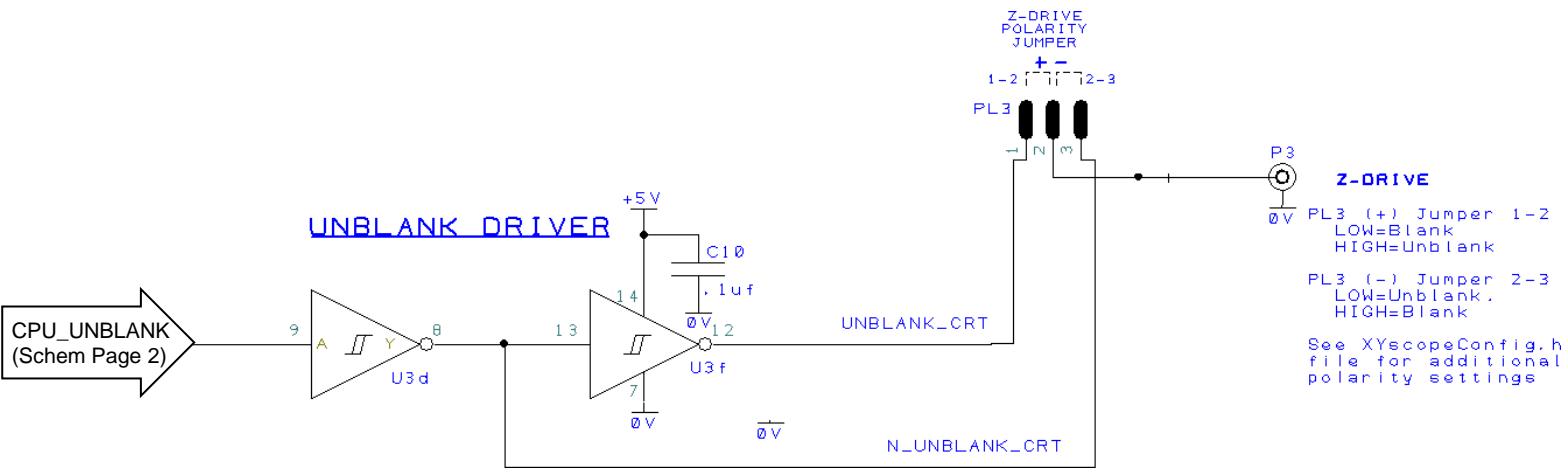 Z-DRIVE
POLARITY
JUMPER
+ -
1-2 2-3
PL3
1 2 3
P3
Z-DRIVE
0V
PL3 (+) Jumper 1-2
LOW=Blank
HIGH=Unblank
PL3 (-) Jumper 2-3
LOW=Unblank.
HIGH=Blank
See XYscopeConfig.h
file for additional
polarity settings
UNBLANK DRIVER
+5V
C10
.1uf
0V
14
CPU_UNBLANK
(Schem Page 2)
9
A Y
8
U3d
13
12
U3f
7
0V
0V
UNBLANK_CRT
N_UNBLANK_CRT